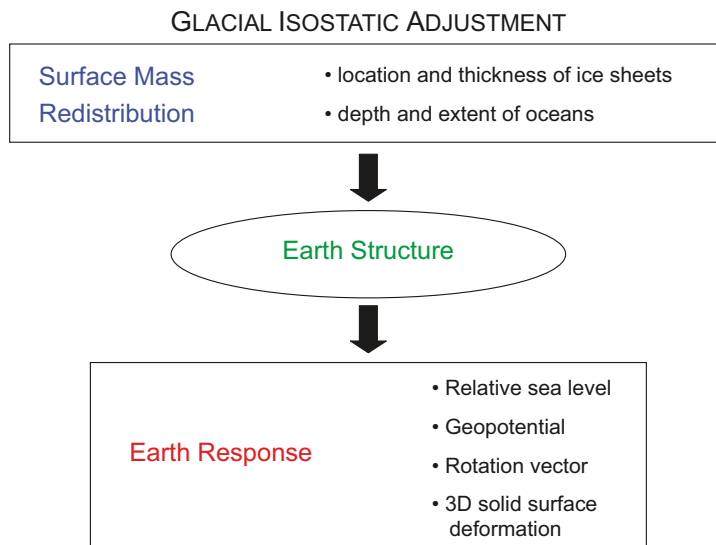 GLACIAL ISOSTATIC ADJUSTMENT
Surface Mass
Redistribution
• location and thickness of ice sheets
• depth and extent of oceans
Earth Structure
Earth Response
• Relative sea level
• Geopotential
• Rotation vector
• 3D solid surface
deformation